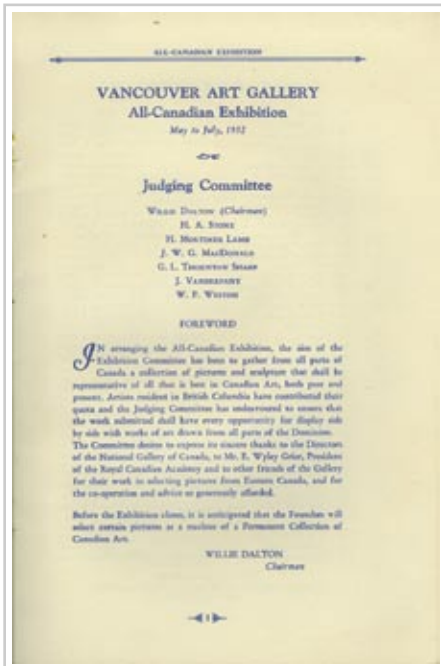 ALL-CANADIAN EXHIBITION
VANCOUVER ART GALLERY
All-Canadian Exhibition
May to July, 1932
Judging Committee
WILLIE DALTON (Chairman)
H. A. STONE
H. MORTIMER LAMB
J. W. G. MACDONALD
G. L. THORNTON SHARP
J. VANDERPANT
W. P. WESTON
FOREWORD
IN arranging the All-Canadian Exhibition, the aim of the
Exhibition Committee has been to gather from all parts of
Canada a collection of pictures and sculpture that shall be
representative of all that is best in Canadian Art, both past and
present. Artists resident in British Columbia have contributed their
quota and the Judging Committee has endeavoured to ensure that
the work submitted shall have every opportunity for display side
by side with works of art drawn from all parts of the Dominion.
The Committee desires to express its sincere thanks to the Directors
of the National Gallery of Canada, to Mr. E. Wyley Grier, President
of the Royal Canadian Academy and to other friends of the Gallery
for their work in selecting pictures from Eastern Canada, and for
the co-operation and advice so generously afforded.
Before the Exhibition closes, it is anticipated that the Founders will
select certain pictures as a nucleus of a Permanent Collection of
Canadian Art.
WILLIE DALTON
Chairman